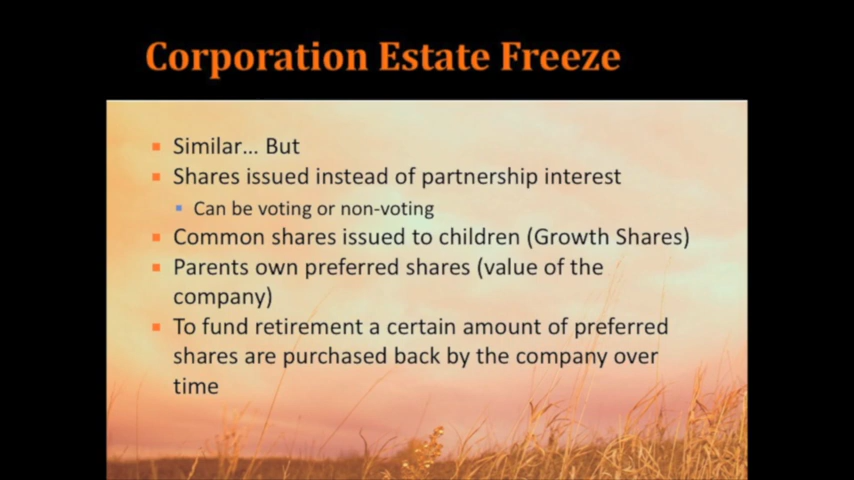 Corporation Estate Freeze
Similar... But
Shares issued instead of partnership interest
Can be voting or non-voting
Common shares issued to children (Growth Shares)
Parents own preferred shares (value of the
company)
To fund retirement a certain amount of preferred
shares are purchased back by the company over
time